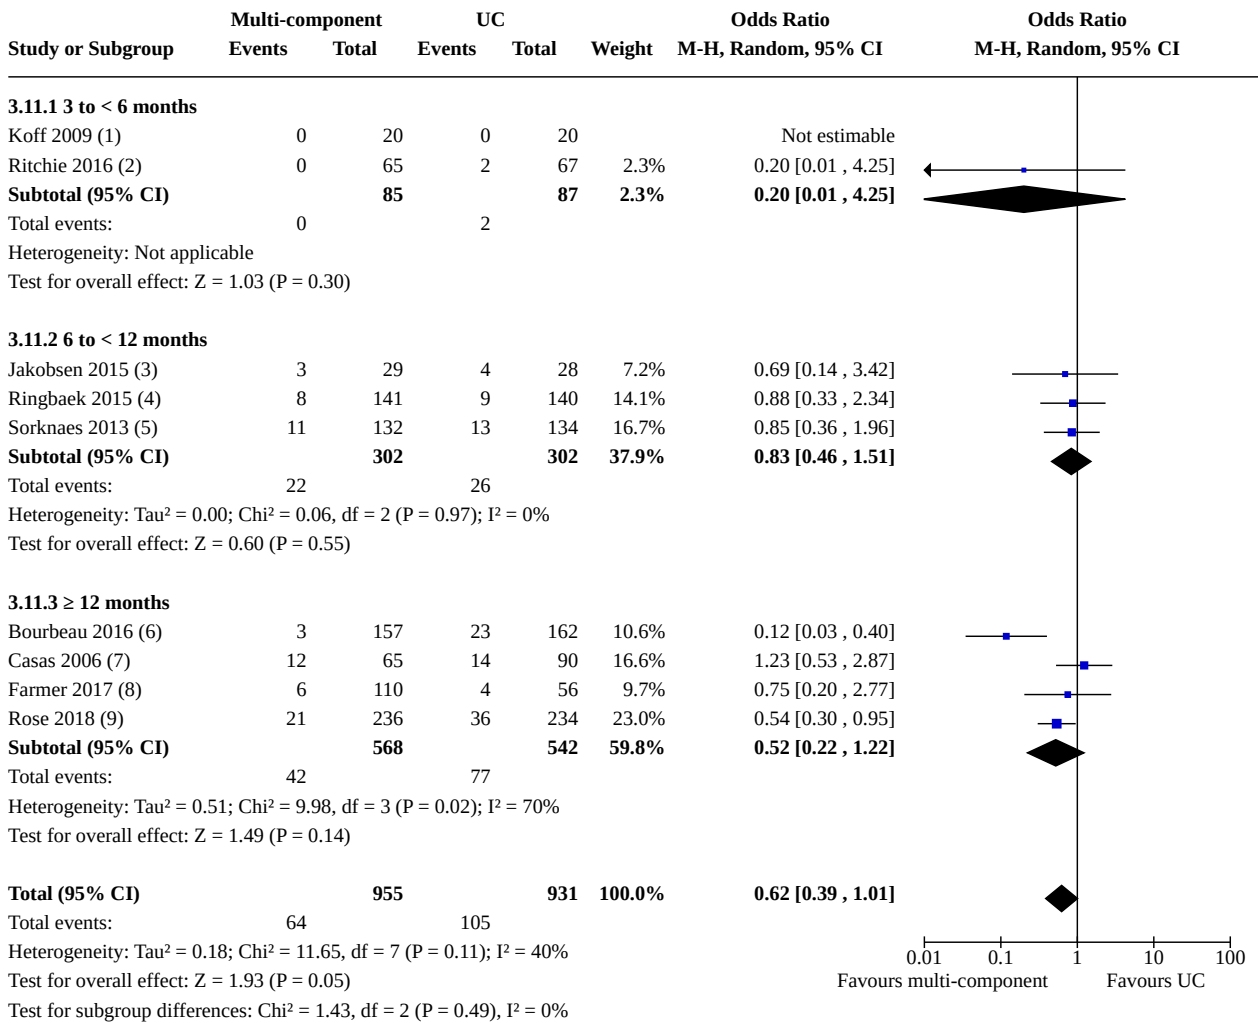 Multi-component UC Odds Ratio Odds Ratio
Study or Subgroup Events Total Events Total Weight M-H, Random, 95% CI M-H, Random, 95% CI
3.11.1 3 to < 6 months
Koff 2009 (1) 0 20 0 20 Not estimable
Ritchie 2016 (2) 0 65 2 67 2.3% 0.20 [0.01 , 4.25]
Subtotal (95% CI) 85 87 2.3% 0.20 [0.01 , 4.25]
Total events: 0 2
Heterogeneity: Not applicable
Test for overall effect: Z = 1.03 (P = 0.30)
3.11.2 6 to < 12 months
Jakobsen 2015 (3) 3 29 4 28 7.2% 0.69 [0.14 , 3.42]
Ringbaek 2015 (4) 8 141 9 140 14.1% 0.88 [0.33 , 2.34]
Sorknaes 2013 (5) 11 132 13 134 16.7% 0.85 [0.36 , 1.96]
Subtotal (95% CI) 302 302 37.9% 0.83 [0.46 , 1.51]
Total events: 22 26
Heterogeneity: Tau² = 0.00; Chi² = 0.06, df = 2 (P = 0.97); I² = 0%
Test for overall effect: Z = 0.60 (P = 0.55)
3.11.3 ≥ 12 months
Bourbeau 2016 (6) 3 157 23 162 10.6% 0.12 [0.03 , 0.40]
Casas 2006 (7) 12 65 14 90 16.6% 1.23 [0.53 , 2.87]
Farmer 2017 (8) 6 110 4 56 9.7% 0.75 [0.20 , 2.77]
Rose 2018 (9) 21 236 36 234 23.0% 0.54 [0.30 , 0.95]
Subtotal (95% CI) 568 542 59.8% 0.52 [0.22 , 1.22]
Total events: 42 77
Heterogeneity: Tau² = 0.51; Chi² = 9.98, df = 3 (P = 0.02); I² = 70%
Test for overall effect: Z = 1.49 (P = 0.14)
Total (95% CI) 955 931 100.0% 0.62 [0.39 , 1.01]
Total events: 64 105
Heterogeneity: Tau² = 0.18; Chi² = 11.65, df = 7 (P = 0.11); I² = 40%
0.01 0.1 1 10 100
Test for overall effect: Z = 1.93 (P = 0.05)
Favours multi-component Favours UC
Test for subgroup differences: Chi² = 1.43, df = 2 (P = 0.49), I² = 0%